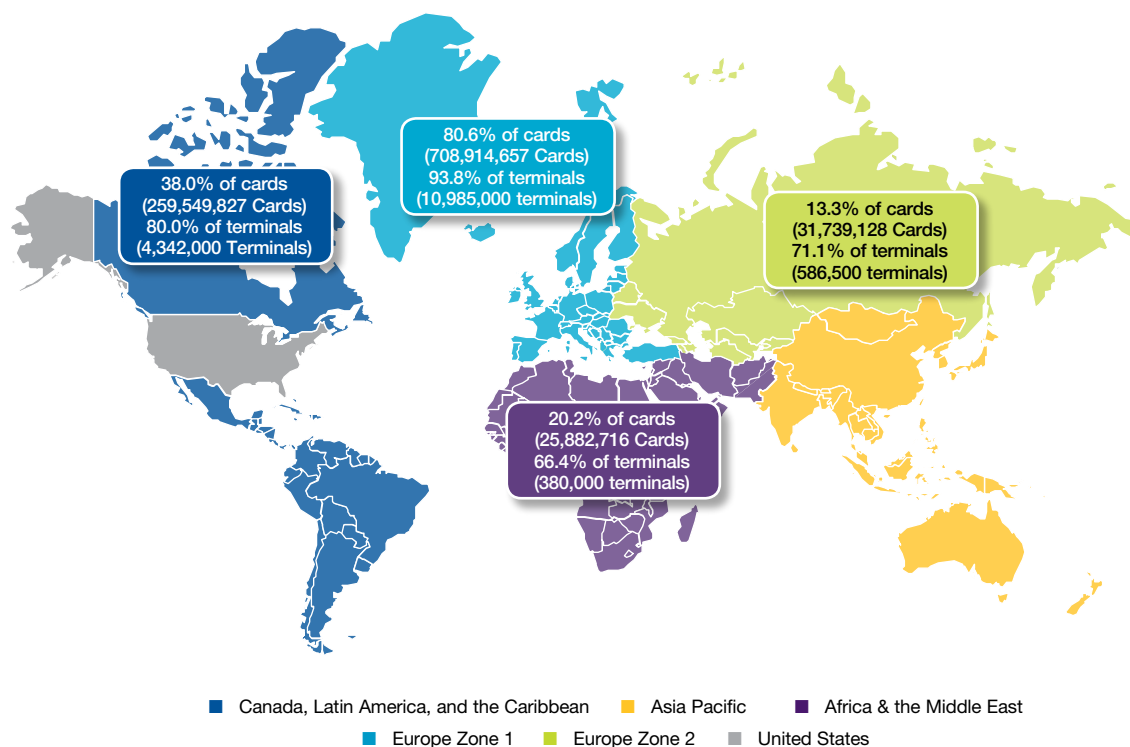 80.6% of cards
(708,914,657 Cards)
93.8% of terminals
(10,985,000 terminals)
38.0% of cards
(259,549,827 Cards)
80.0% of terminals
(4,342,000 Terminals)
13.3% of cards
(31,739,128 Cards)
71.1% of terminals
(586,500 terminals)
20.2% of cards
(25,882,716 Cards)
66.4% of terminals
(380,000 terminals)
Canada, Latin America, and the Caribbean
Asia Pacific
Africa & the Middle East
Europe Zone 1
Europe Zone 2
United States